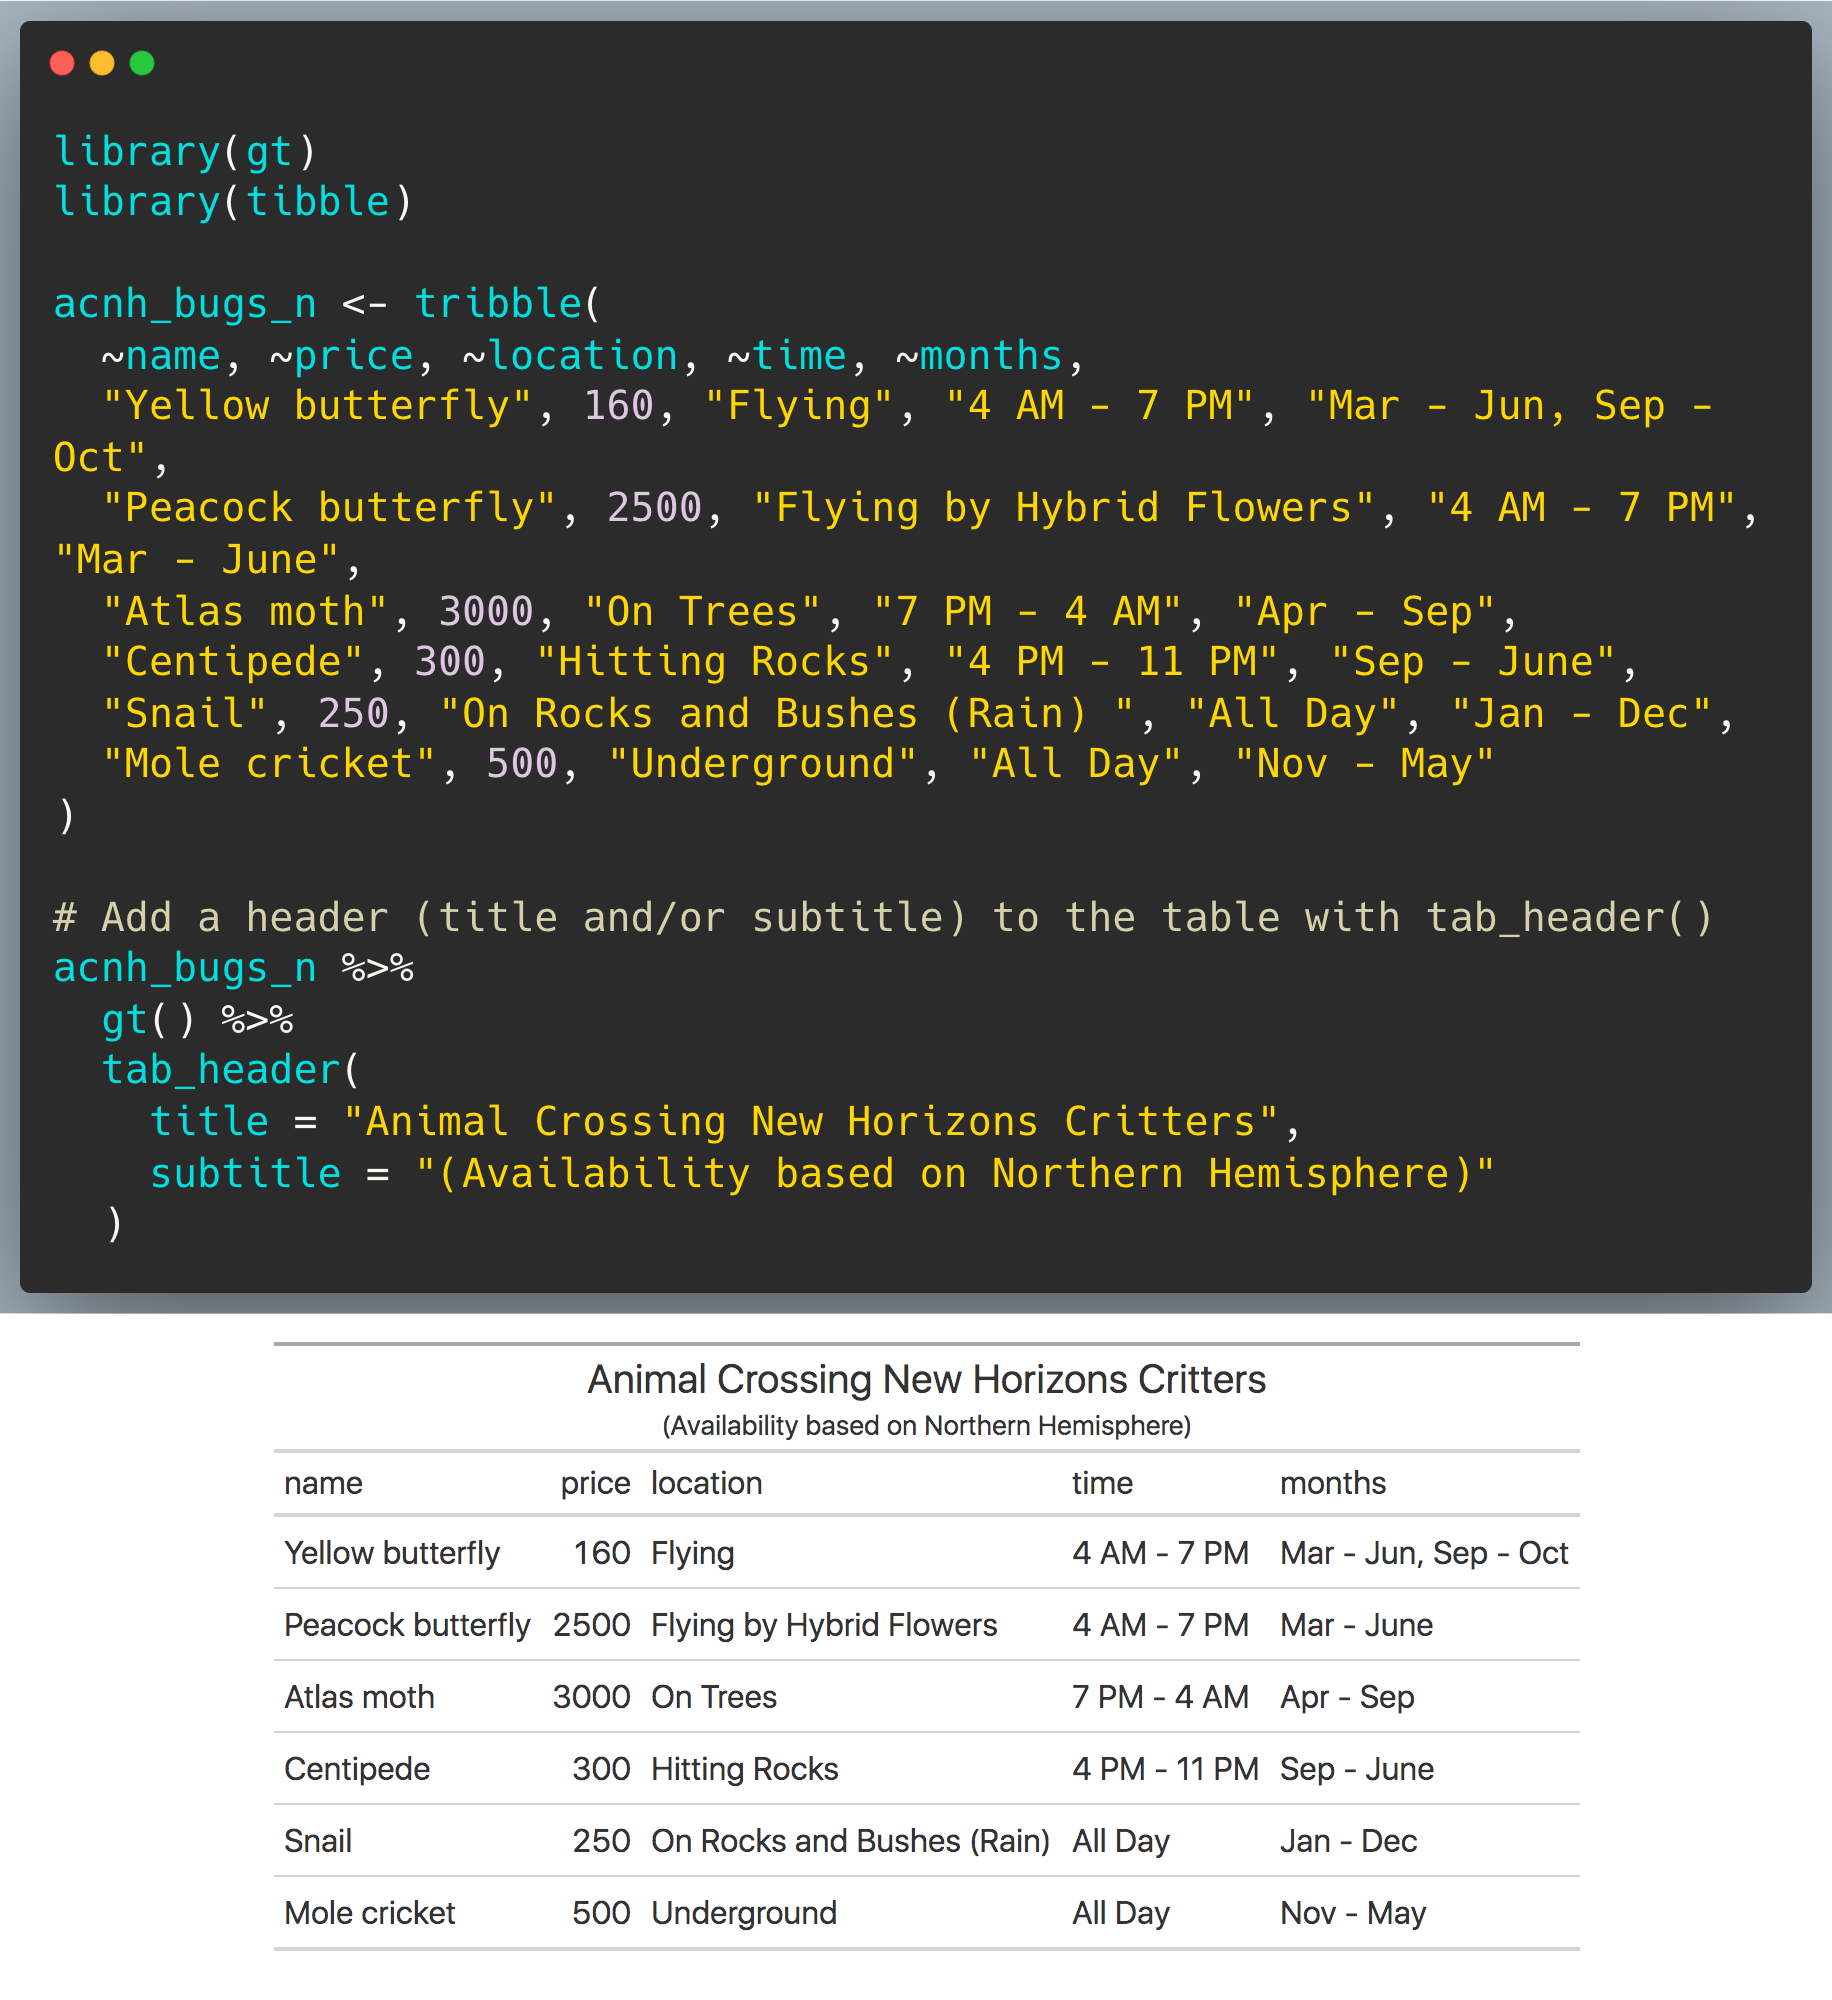 library(gt)
library(tibble)
acnh_bugs_n <- tribble(
  ~name, ~price, ~location, ~time, ~months,
  "Yellow butterfly", 160, "Flying", "4 AM - 7 PM", "Mar - Jun, Sep -
Oct",
  "Peacock butterfly", 2500, "Flying by Hybrid Flowers", "4 AM - 7 PM",
"Mar - June",
  "Atlas moth", 3000, "On Trees", "7 PM - 4 AM", "Apr - Sep",
  "Centipede", 300, "Hitting Rocks", "4 PM - 11 PM", "Sep - June",
  "Snail", 250, "On Rocks and Bushes (Rain) ", "All Day", "Jan - Dec",
  "Mole cricket", 500, "Underground", "All Day", "Nov - May"
)
# Add a header (title and/or subtitle) to the table with tab_header()
acnh_bugs_n %>%
  gt() %>%
  tab_header(
    title = "Animal Crossing New Horizons Critters",
    subtitle = "(Availability based on Northern Hemisphere)"
  )
Animal Crossing New Horizons Critters
(Availability based on Northern Hemisphere)
name price location time months
Yellow butterfly 160 Flying 4 AM - 7 PM Mar - Jun, Sep - Oct
Peacock butterfly 2500 Flying by Hybrid Flowers 4 AM - 7 PM Mar - June
Atlas moth 3000 On Trees 7 PM - 4 AM Apr - Sep
Centipede 300 Hitting Rocks 4 PM - 11 PM Sep - June
Snail 250 On Rocks and Bushes (Rain) All Day Jan - Dec
Mole cricket 500 Underground All Day Nov - May